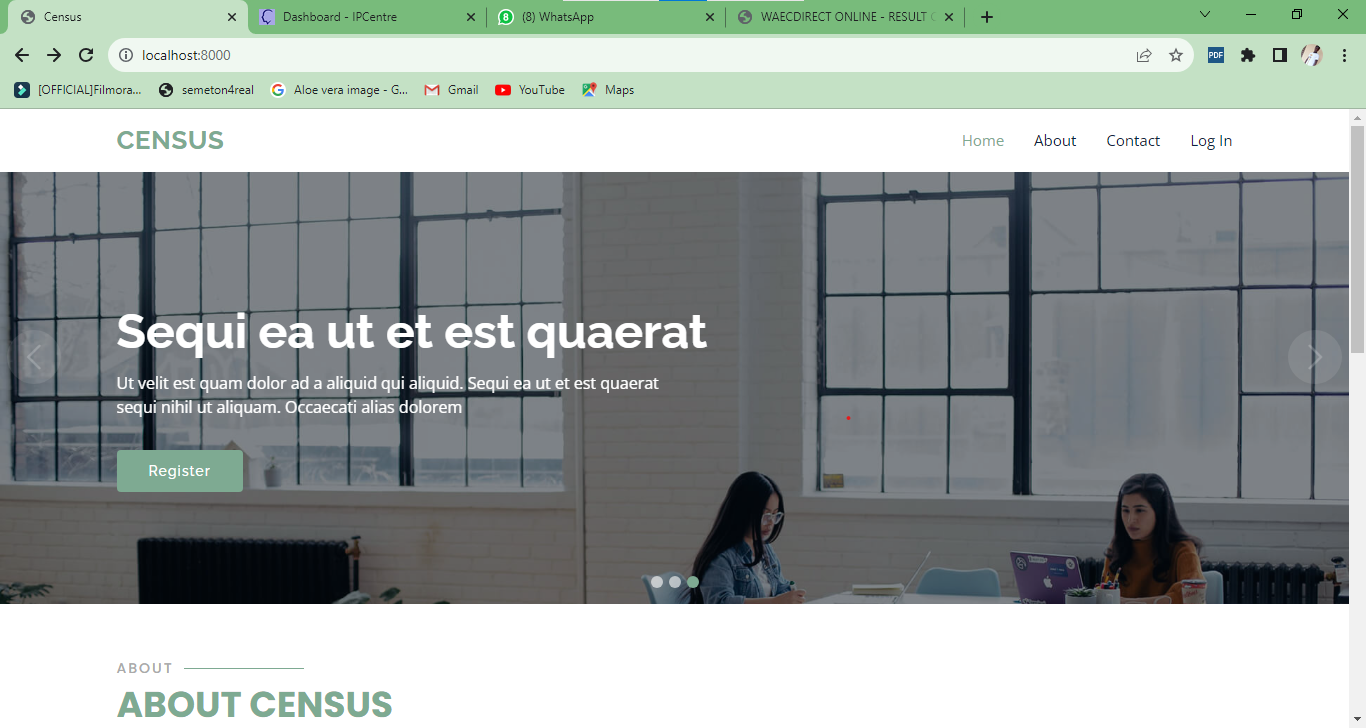 Census
Dashboard - IPCentre
(8) WhatsApp
WAECDIRECT ONLINE - RESULT
localhost:8000
PDF
[OFFICIAL]Filmora...
semeton4real
Aloe vera image - G...
Gmail
YouTube
Maps
CENSUS
Home
About
Contact
Log In
Sequi ea ut et est quaerat
Ut velit est quam dolor ad a aliquid qui aliquid. Sequi ea ut et est quaerat
sequi nihil ut aliquam. Occaecati alias dolorem
Register
ABOUT
ABOUT CENSUS